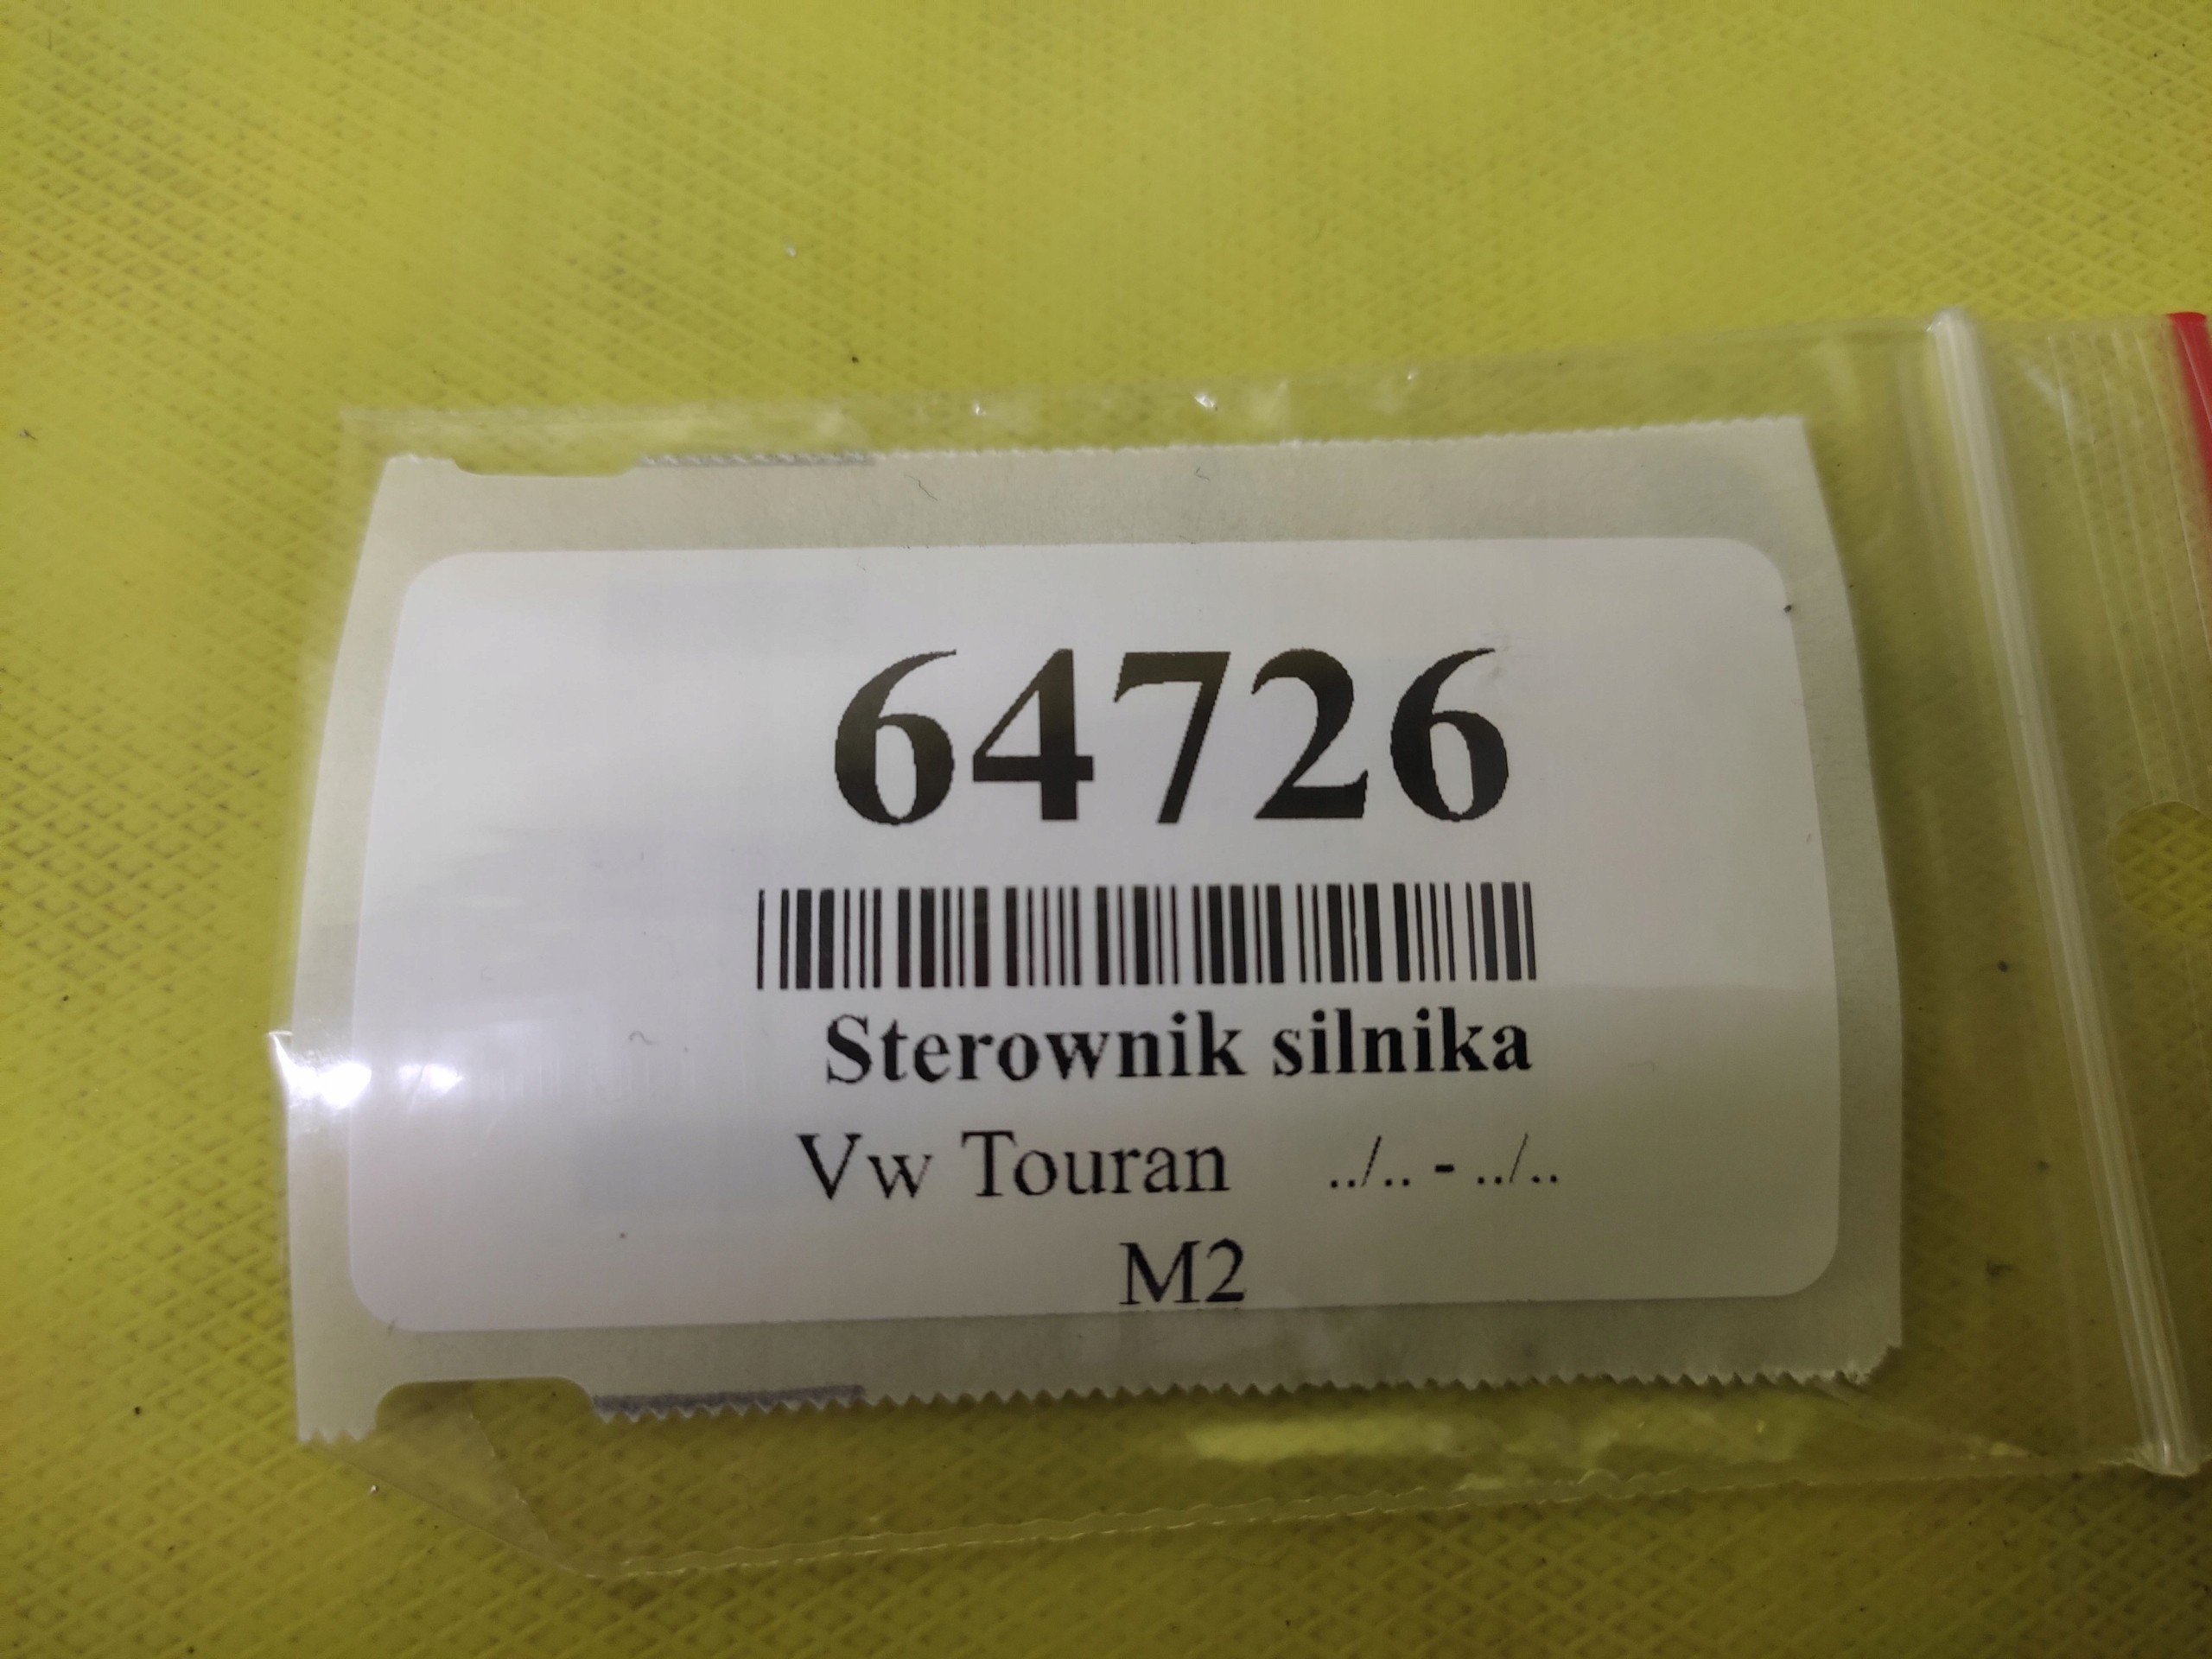 64726
Sterownik silnika
Vw Touran ../.. - ../..
M2